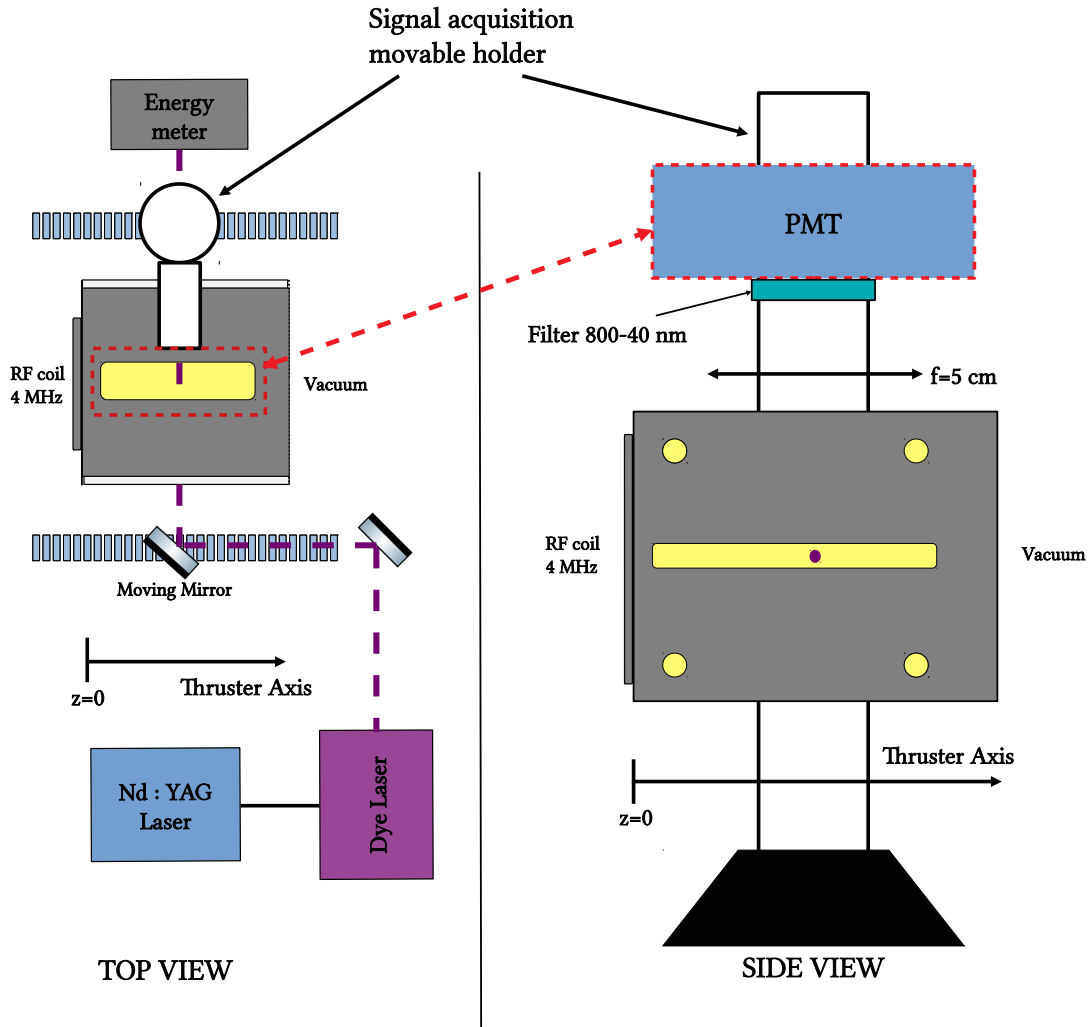 Signal acquisition
movable holder
Energy
meter
RF coil
4 MHz
Vacuum
Moving Mirror
z=0
Thruster Axis
Nd : YAG
Laser
Dye Laser
TOP VIEW
PMT
Filter 800-40 nm
f=5 cm
RF coil
4 MHz
Vacuum
Thruster Axis
z=0
SIDE VIEW